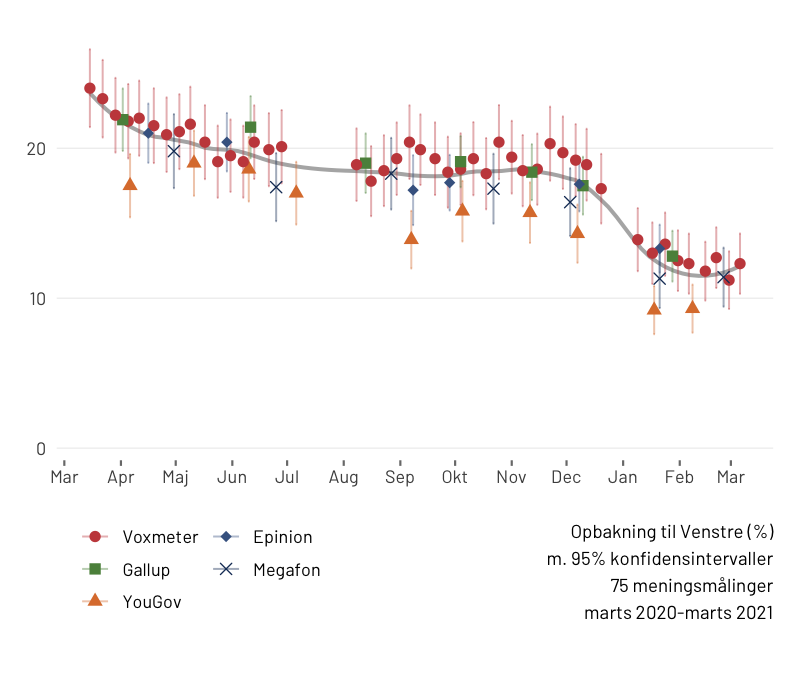 20
10
0
Mar Apr Maj Jun Jul Aug Sep Okt Nov Dec Jan Feb Mar
Voxmeter
Epinion
Gallup
Megafon
YouGov
Opbakning til Venstre (%)
m. 95% konfidensintervaller
75 meningsmålinger
marts 2020-marts 2021